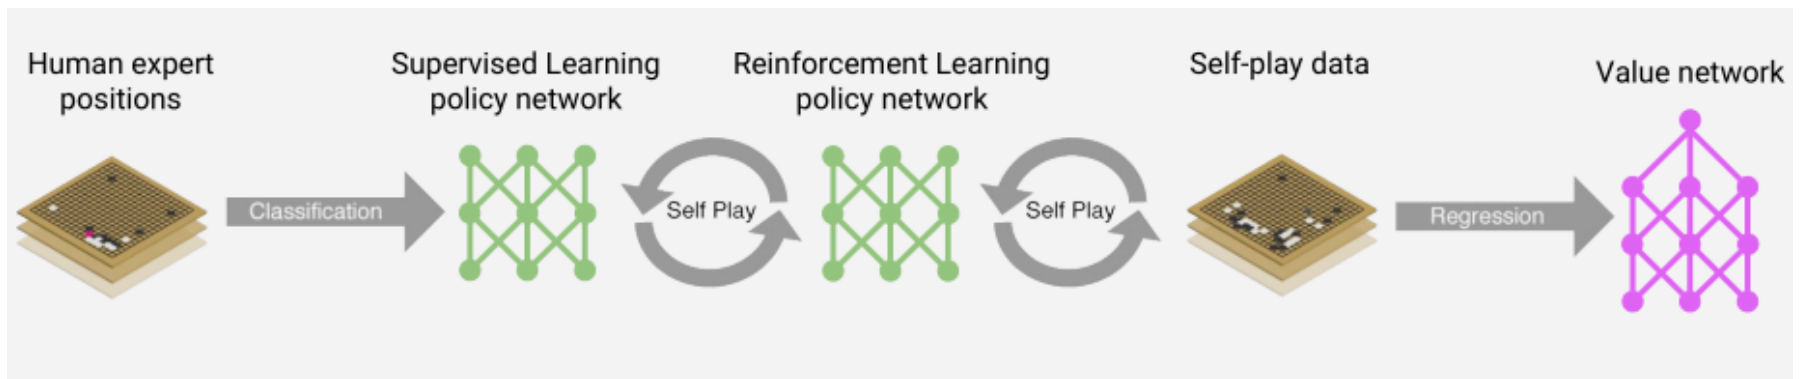 Human expert
positions
Supervised Learning
policy network
Reinforcement Learning
policy network
Self-play data
Value network
Classification
Self Play
Self Play
Regression